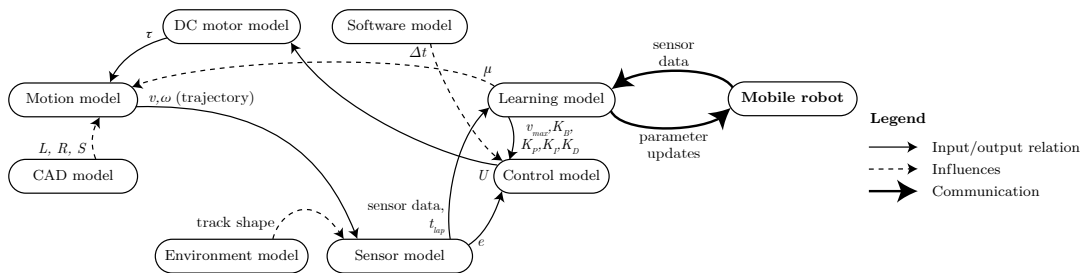 DC motor model
Software model
τ
Δt
sensor
data
μ
Motion model
v,ω (trajectory)
Learning model
Mobile robot
v_max,K_B,
K_P,K_I,K_D
parameter
updates
Legend
Input/output relation
L, R, S
CAD model
U
Control model
Influences
Communication
sensor data,
t_lap
track shape
e
Environment model
Sensor model